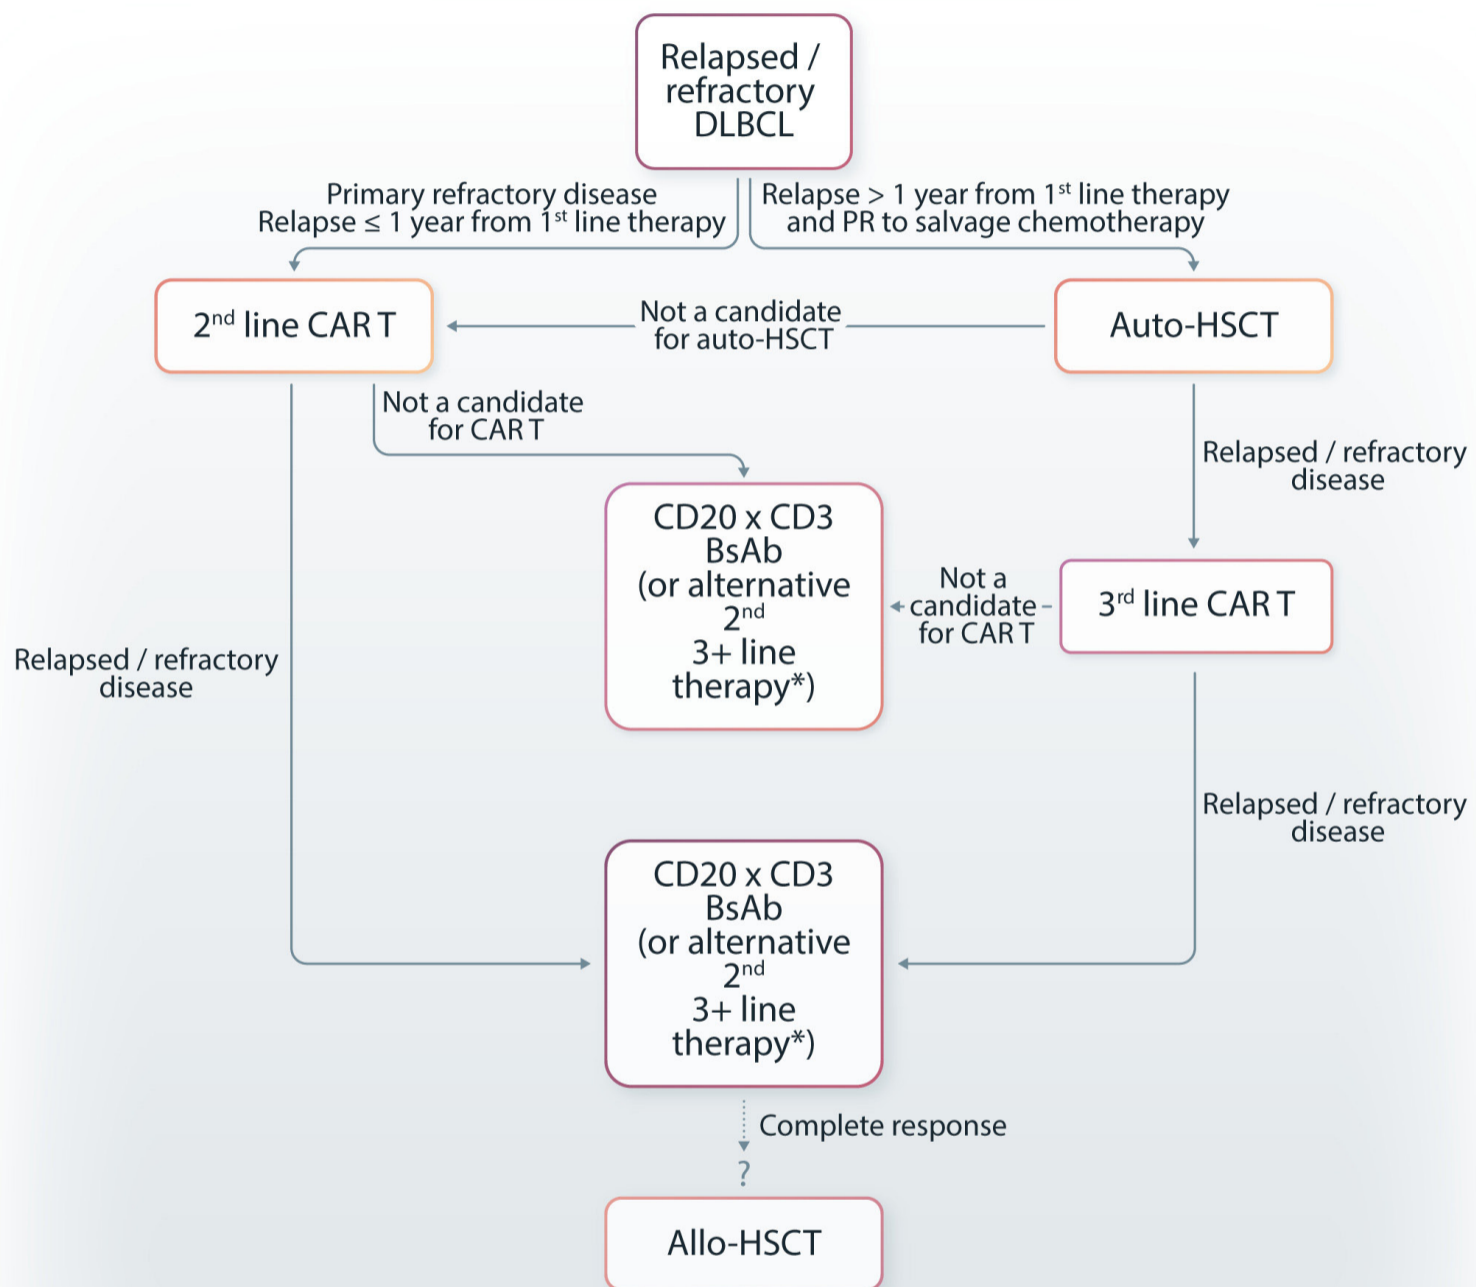 Relapsed /
refractory
DLBCL
Primary refractory disease
Relapse ≤ 1 year from 1st line therapy
Relapse > 1 year from 1st line therapy
and PR to salvage chemotherapy
2nd line CAR T
Not a candidate
for auto-HSCT
Auto-HSCT
Not a candidate
for CAR T
Relapsed / refractory
disease
CD20 x CD3
BsAb
(or alternative
2nd
3+ line
therapy*)
Not a
candidate
for CAR T
3rd line CAR T
Relapsed / refractory
disease
Relapsed / refractory
disease
CD20 x CD3
BsAb
(or alternative
2nd
3+ line
therapy*)
Complete response
?
Allo-HSCT